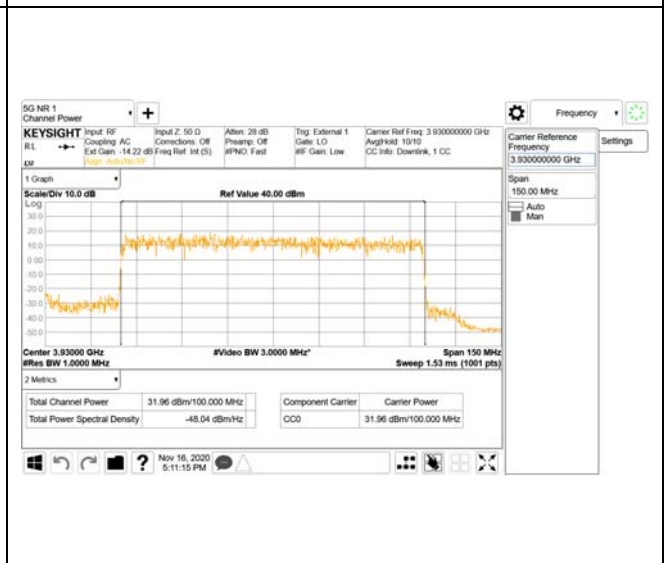 5G NR 1
Channel Power
Frequency
KEYSIGHT Input: RF Input Z: 50 Ω Atten: 28 dB Trig: External 1 Carrier Ref Freq: 3.930000000 GHz
RL Coupling: AC Corrections: Off Preamp: Off Gate: LO Avg|Hold: 10/10
Ext Gain: -14.22 dB Freq Ref: Int (S) #PNO: Fast #IF Gain: Low CC Info: Downlink, 1 CC
Align: Auto/No RF
Carrier Reference
Frequency
3.930000000 GHz
Settings
Span
150.00 MHz
Auto
Man
1 Graph
Scale/Div 10.0 dB Ref Value 40.00 dBm
Log
30.0
20.0
10.0
0.00
-10.0
-20.0
-30.0
-40.0
-50.0
Center 3.93000 GHz #Video BW 3.0000 MHz* Span 150 MHz
#Res BW 1.0000 MHz Sweep 1.53 ms (1001 pts)
2 Metrics
Total Channel Power 31.96 dBm/100.000 MHz Component Carrier Carrier Power
Total Power Spectral Density -48.04 dBm/Hz CC0 31.96 dBm/100.000 MHz
Nov 16, 2020
5:11:15 PM